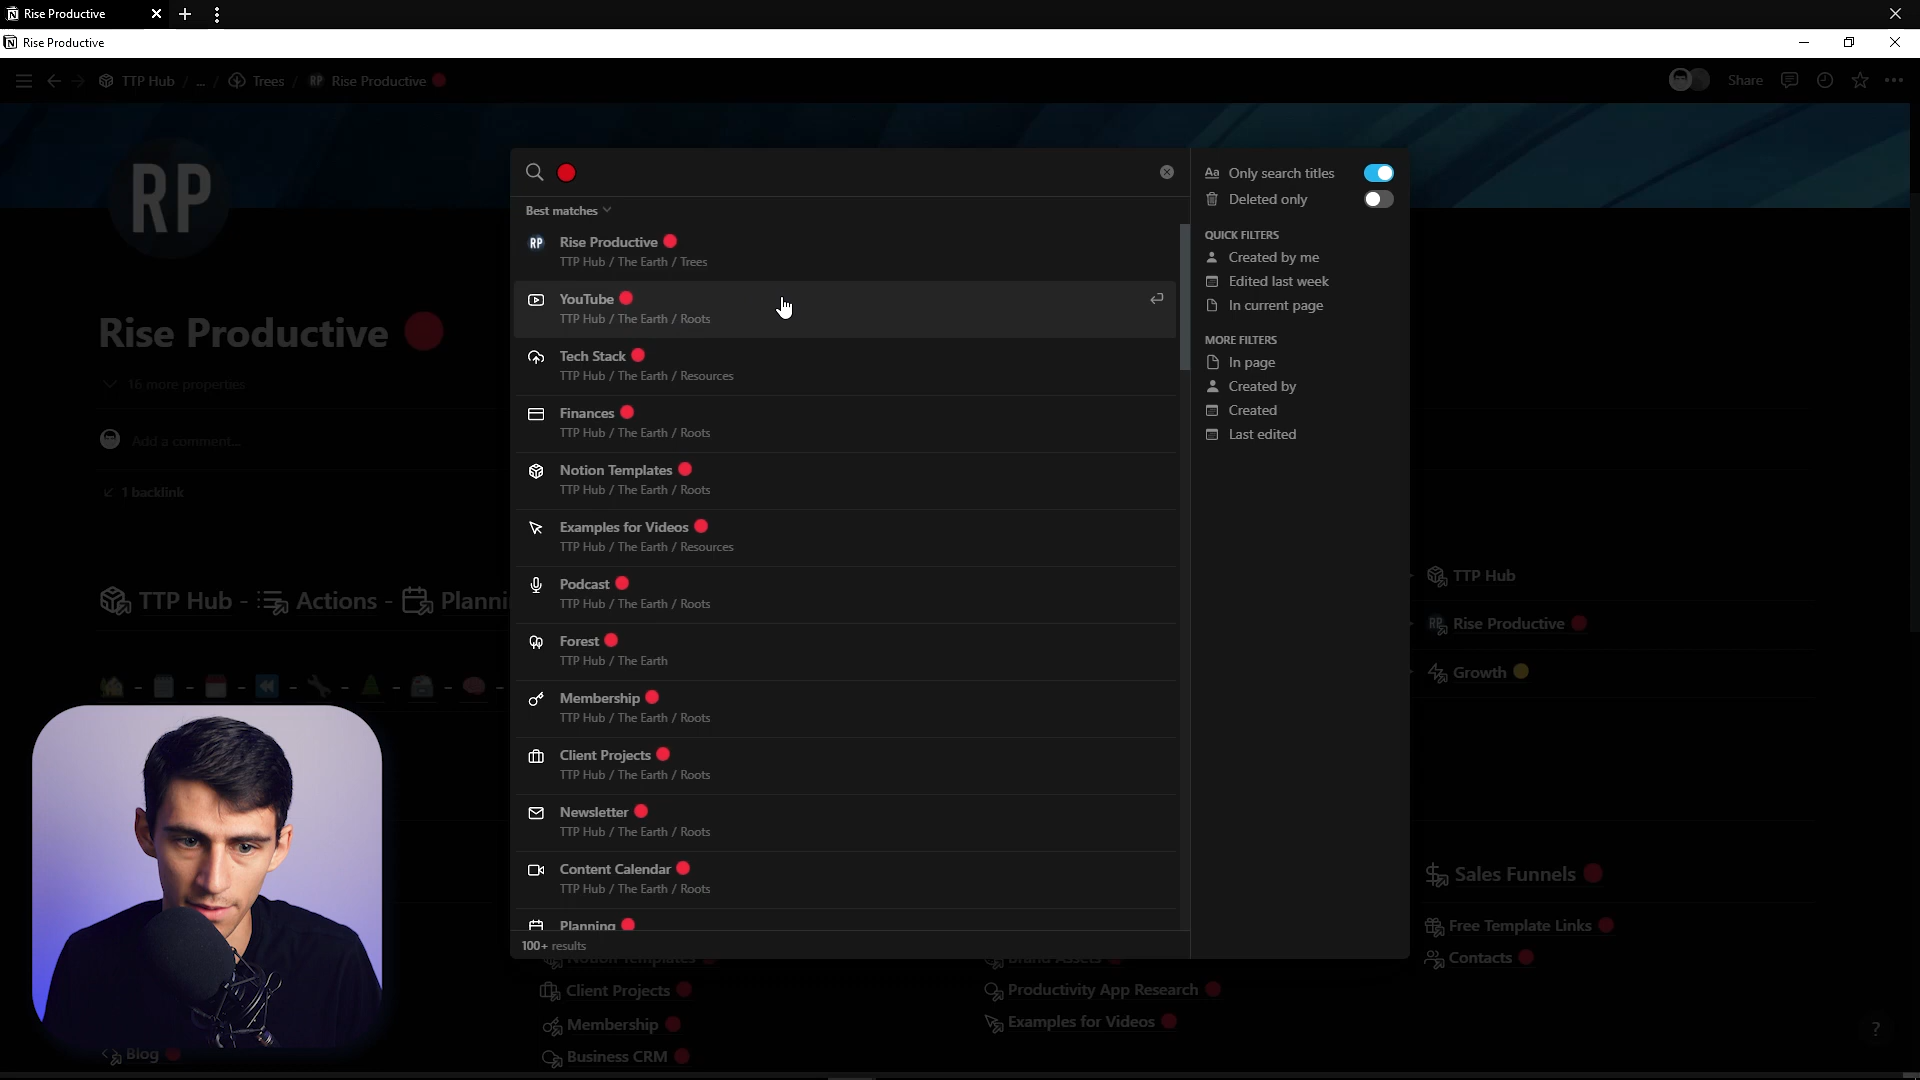 Rise Productive
Rise Productive
TTP Hub / ... / Trees / RP Rise Productive
Share
RP
Rise Productive
16 more properties
Add a comment...
1 backlink
TTP Hub - Actions - Planni
Blog
Best matches
RP Rise Productive
TTP Hub / The Earth / Trees
YouTube
TTP Hub / The Earth / Roots
Tech Stack
TTP Hub / The Earth / Resources
Finances
TTP Hub / The Earth / Roots
Notion Templates
TTP Hub / The Earth / Roots
Examples for Videos
TTP Hub / The Earth / Resources
Podcast
TTP Hub / The Earth / Roots
Forest
TTP Hub / The Earth
Membership
TTP Hub / The Earth / Roots
Client Projects
TTP Hub / The Earth / Roots
Newsletter
TTP Hub / The Earth / Roots
Content Calendar
TTP Hub / The Earth / Roots
Planning
100+ results
Aa Only search titles
Deleted only
QUICK FILTERS
Created by me
Edited last week
In current page
MORE FILTERS
In page
Created by
Created
Last edited
TTP Hub
RP Rise Productive
Growth
Sales Funnels
Free Template Links
Contacts
Notion Templates
Client Projects
Membership
Business CRM
Brand Assets
Productivity App Research
Examples for Videos
?